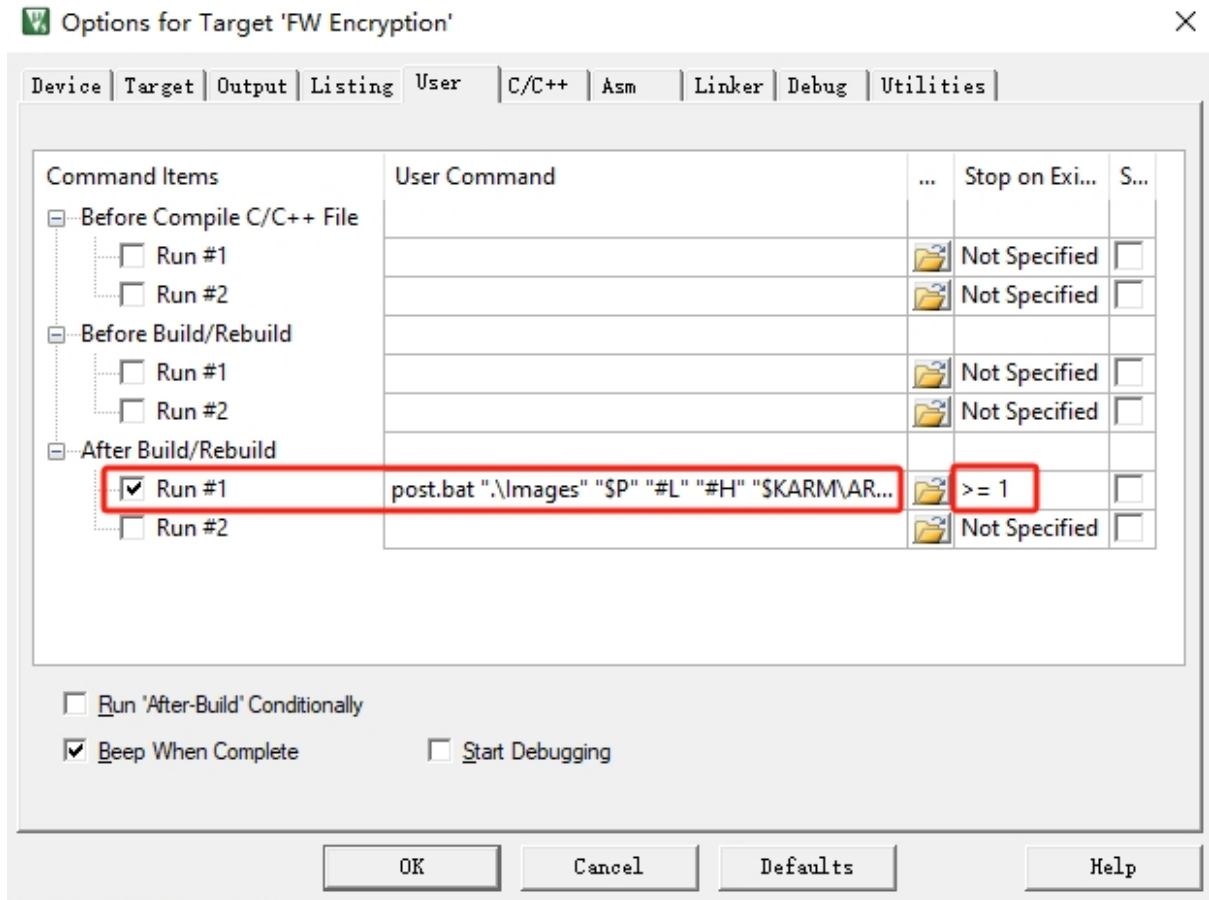 Options for Target 'FW Encryption'
Device Target Output Listing User C/C++ Asm Linker Debug Utilities
Command Items User Command ... Stop on Exi... S...
Before Compile C/C++ File
Run #1 Not Specified
Run #2 Not Specified
Before Build/Rebuild
Run #1 Not Specified
Run #2 Not Specified
After Build/Rebuild
Run #1 post.bat ".\Images" "$P" "#L" "#H" "$KARM\AR... >= 1
Run #2 Not Specified
Run 'After-Build' Conditionally
Beep When Complete Start Debugging
OK Cancel Defaults Help